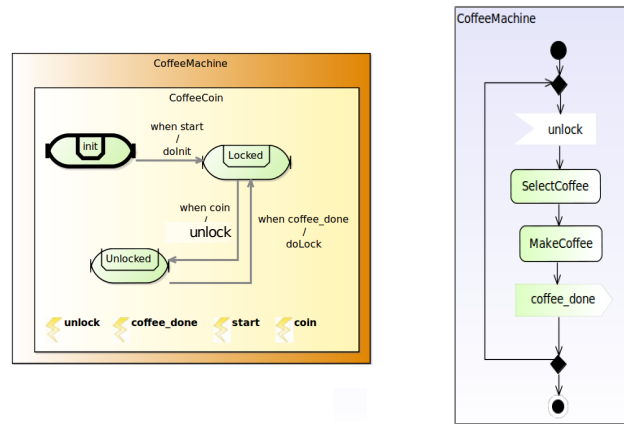 CoffeeMachine
CoffeeCoin
init
when start
/
doInit
Locked
when coin
/
unlock
when coffee_done
/
doLock
Unlocked
unlock
coffee_done
start
coin
CoffeeMachine
unlock
SelectCoffee
MakeCoffee
coffee_done